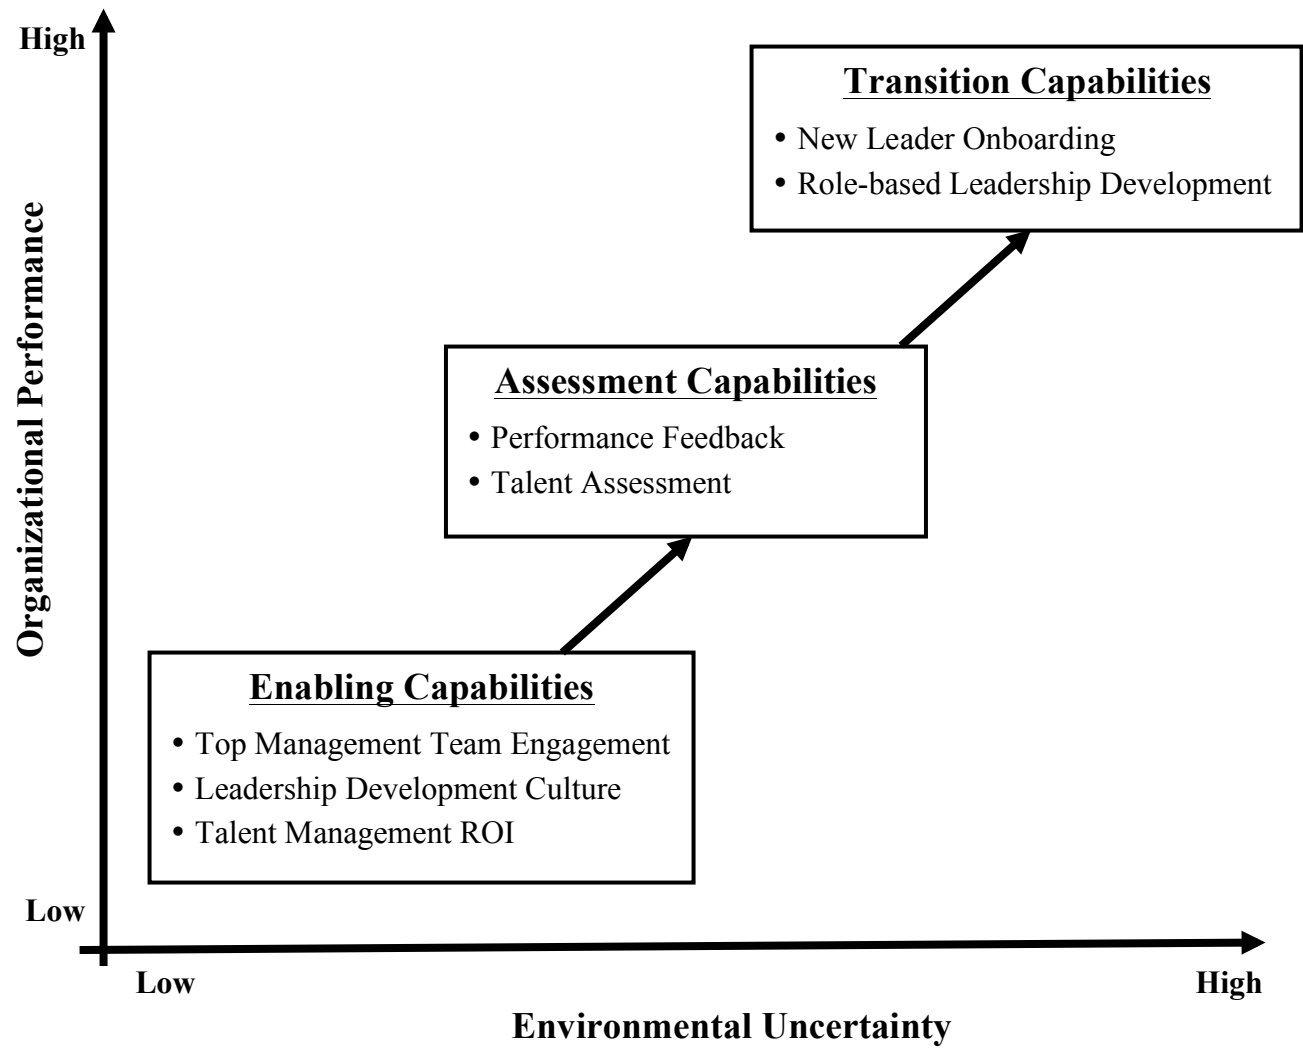 High
Transition Capabilities
• New Leader Onboarding
• Role-based Leadership Development
Organizational Performance
Assessment Capabilities
• Performance Feedback
• Talent Assessment
Enabling Capabilities
• Top Management Team Engagement
• Leadership Development Culture
• Talent Management ROI
Low
Low
High
Environmental Uncertainty